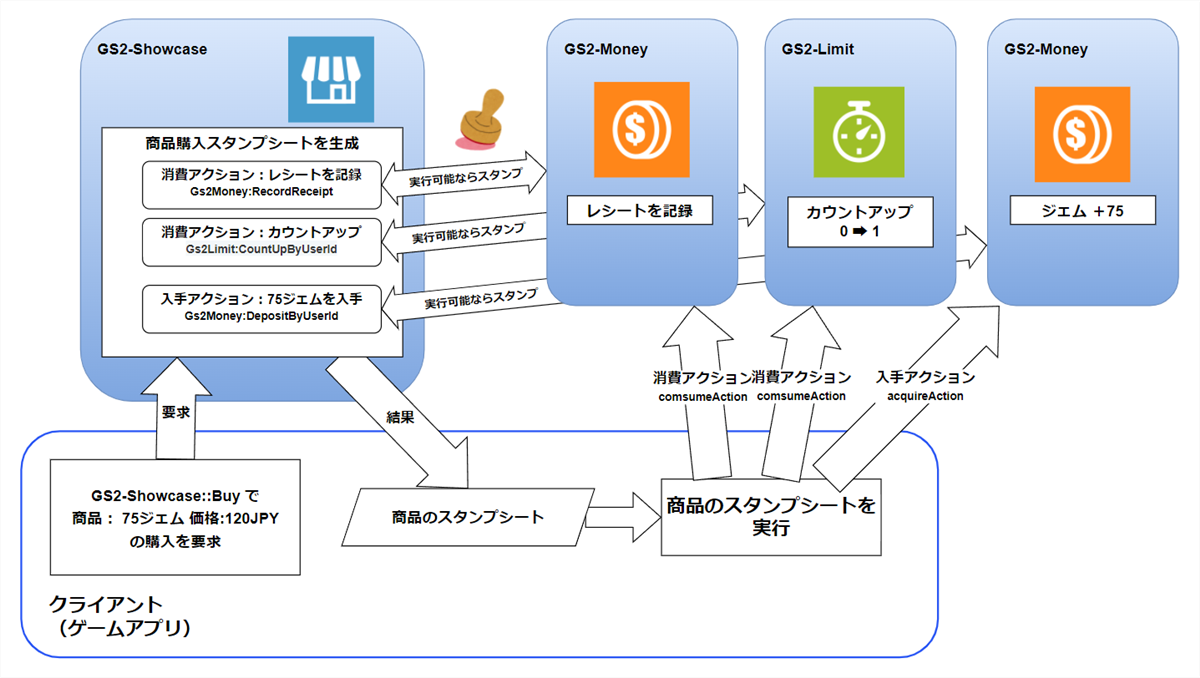 GS2-Showcase
商品購入スタンプシートを生成
消費アクション：レシートを記録
Gs2Money:RecordReceipt
消費アクション：カウントアップ
Gs2Limit:CountUpByUserId
入手アクション：75ジェムを入手
Gs2Money:DepositByUserId
実行可能ならスタンプ
実行可能ならスタンプ
実行可能ならスタンプ
GS2-Money
$
レシートを記録
GS2-Limit
カウントアップ
0 ➡ 1
GS2-Money
$
ジェム ＋75
要求
結果
消費アクション
comsumeAction
消費アクション
comsumeAction
入手アクション
acquireAction
GS2-Showcase::Buy で
商品： 75ジェム 価格:120JPY
の購入を要求
商品のスタンプシート
商品のスタンプシートを
実行
クライアント
（ゲームアプリ）